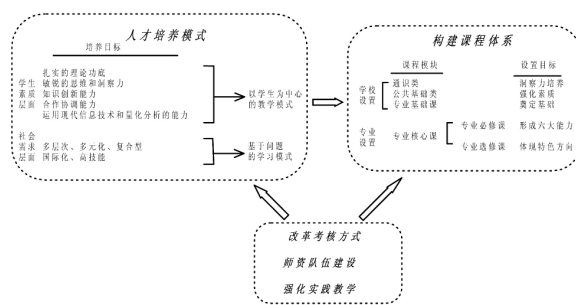 人才培养模式
培养目标
扎实的理论功底
学生 敏锐的思维和洞察力
素质 知识创新能力
层面 合作协调能力
运用现代信息技术和量化分析的能力
以学生为中心
的教学模式
社会
需求 多层次、多元化、复合型
层面 国际化、高技能
基于问题
的学习模式
构建课程体系
课程模块 设置目标
学校
设置
通识类 洞察力培养
公共基础类 强化素质
专业基础课 奠定基础
专业
设置
专业核心课
专业必修课 形成六大能力
专业选修课 体现特色方向
改革考核方式
师资队伍建设
强化实践教学